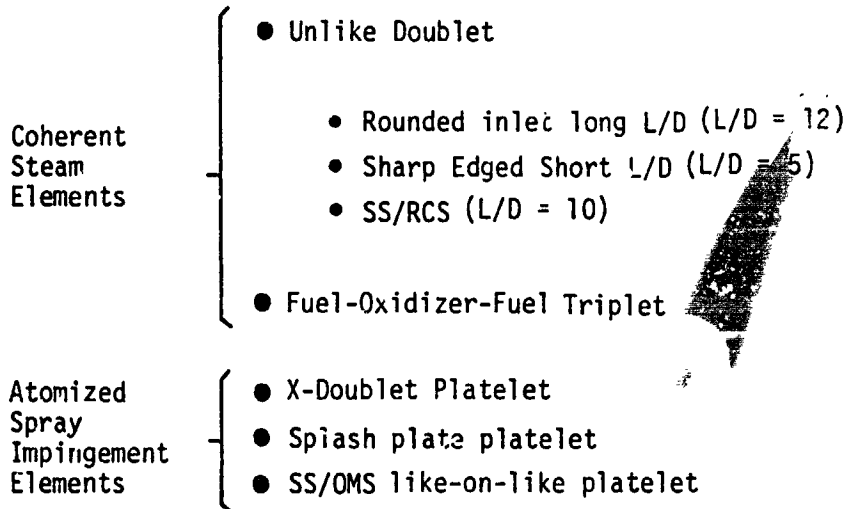 Coherent
Steam
Elements
● Unlike Doublet
● Rounded inlet long L/D (L/D = 12)
● Sharp Edged Short L/D (L/D = 5)
● SS/RCS (L/D = 10)
● Fuel-Oxidizer-Fuel Triplet
Atomized
Spray
Impingement
Elements
● X-Doublet Platelet
● Splash plate platelet
● SS/OMS like-on-like platelet